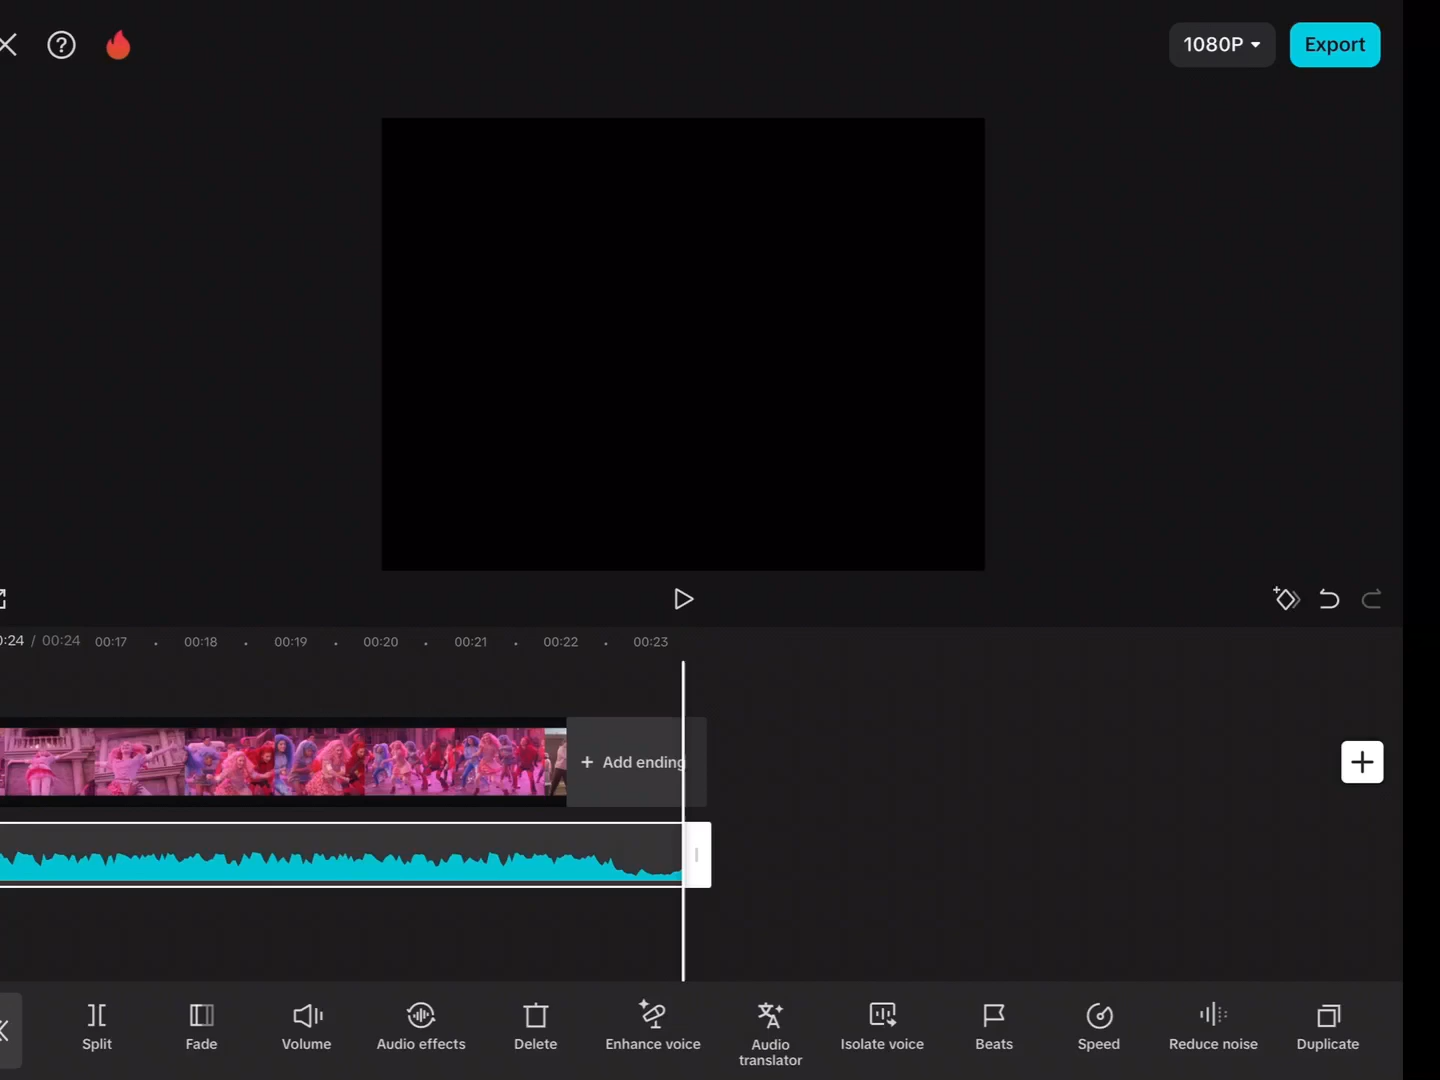 1080P
Export
0:24 / 00:24 00:17 00:18 00:19 00:20 00:21 00:22 00:23
+ Add ending
Split
Fade
Volume
Audio effects
Delete
Enhance voice
Audio
translator
Isolate voice
Beats
Speed
Reduce noise
Duplicate